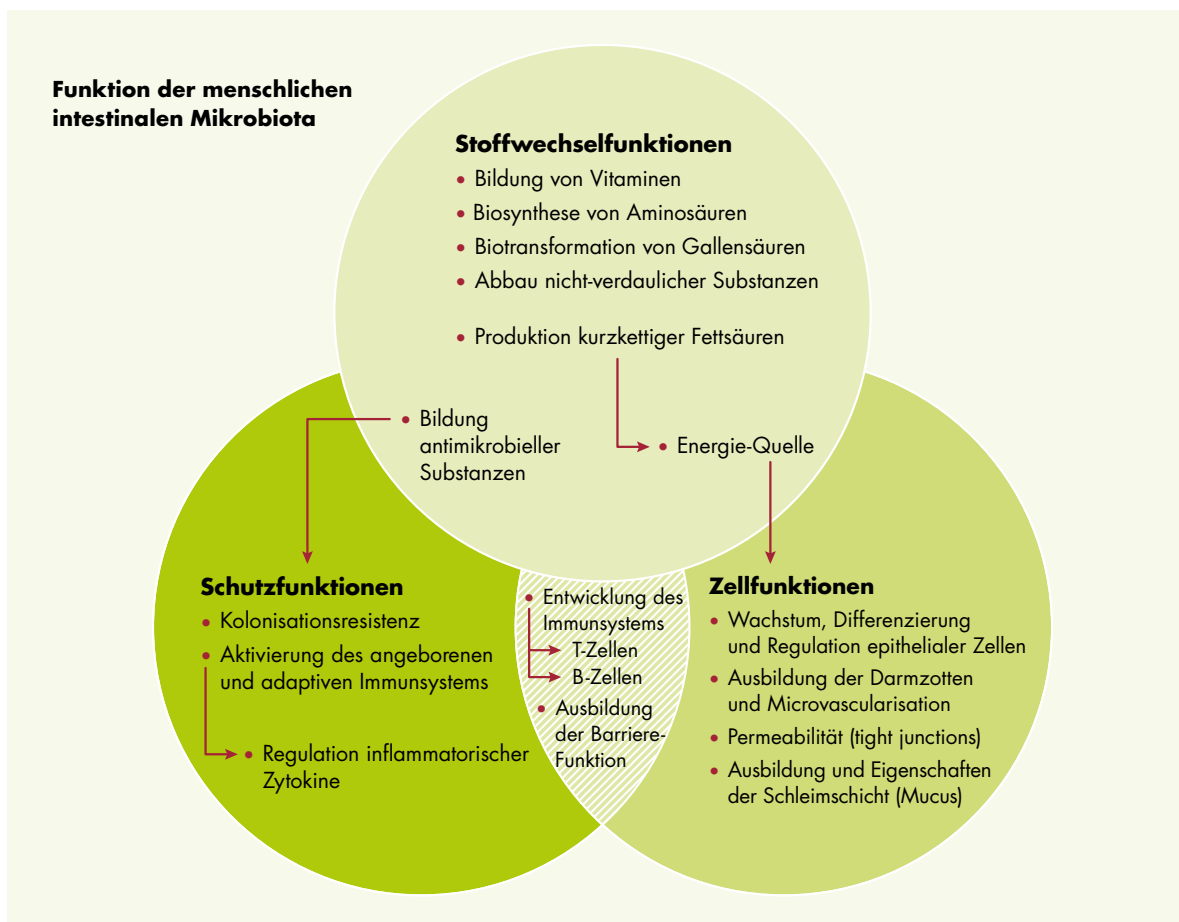 Funktion der menschlichen
intestinalen Mikrobiota
Stoffwechselfunktionen
• Bildung von Vitaminen
• Biosynthese von Aminosäuren
• Biotransformation von Gallensäuren
• Abbau nicht-verdaulicher Substanzen
• Produktion kurzkettiger Fettsäuren
• Bildung
antimikrobieller
Substanzen
• Energie-Quelle
Schutzfunktionen
• Kolonisationsresistenz
• Aktivierung des angeborenen
und adaptiven Immunsystems
• Regulation inflammatorischer
Zytokine
• Entwicklung des
Immunsystems
T-Zellen
B-Zellen
• Ausbildung
der Barriere-
Funktion
Zellfunktionen
• Wachstum, Differenzierung
und Regulation epithelialer Zellen
• Ausbildung der Darmzotten
und Microvascularisation
• Permeabilität (tight junctions)
• Ausbildung und Eigenschaften
der Schleimschicht (Mucus)